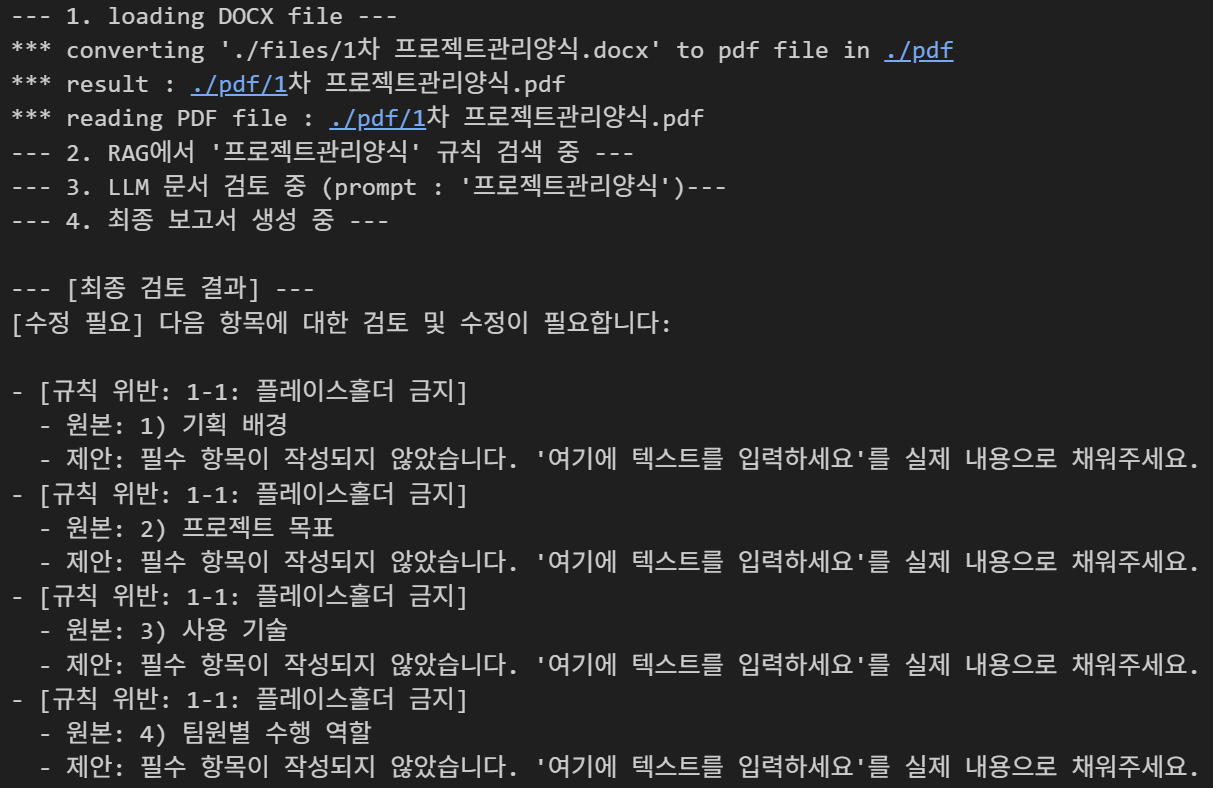 --- 1. loading DOCX file ---
*** converting './files/1차 프로젝트관리양식.docx' to pdf file in ./pdf
*** result : ./pdf/1차 프로젝트관리양식.pdf
*** reading PDF file : ./pdf/1차 프로젝트관리양식.pdf
--- 2. RAG에서 '프로젝트관리양식' 규칙 검색 중 ---
--- 3. LLM 문서 검토 중 (prompt : '프로젝트관리양식')---
--- 4. 최종 보고서 생성 중 ---

--- [최종 검토 결과] ---
[수정 필요] 다음 항목에 대한 검토 및 수정이 필요합니다:

- [규칙 위반: 1-1: 플레이스홀더 금지]
  - 원본: 1) 기획 배경
  - 제안: 필수 항목이 작성되지 않았습니다. '여기에 텍스트를 입력하세요'를 실제 내용으로 채워주세요.
- [규칙 위반: 1-1: 플레이스홀더 금지]
  - 원본: 2) 프로젝트 목표
  - 제안: 필수 항목이 작성되지 않았습니다. '여기에 텍스트를 입력하세요'를 실제 내용으로 채워주세요.
- [규칙 위반: 1-1: 플레이스홀더 금지]
  - 원본: 3) 사용 기술
  - 제안: 필수 항목이 작성되지 않았습니다. '여기에 텍스트를 입력하세요'를 실제 내용으로 채워주세요.
- [규칙 위반: 1-1: 플레이스홀더 금지]
  - 원본: 4) 팀원별 수행 역할
  - 제안: 필수 항목이 작성되지 않았습니다. '여기에 텍스트를 입력하세요'를 실제 내용으로 채워주세요.